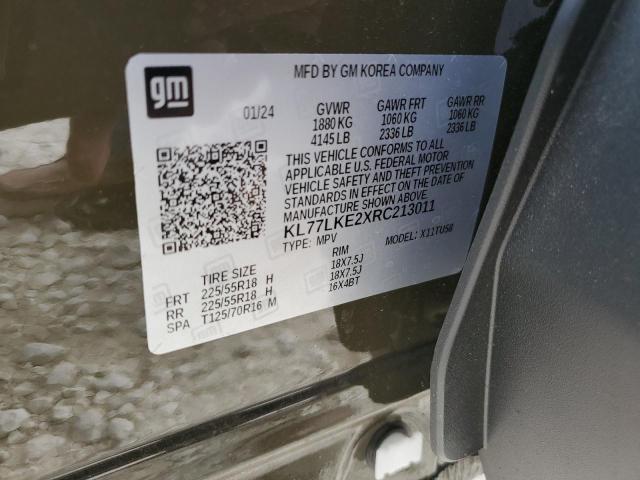 gm
MFD BY GM KOREA COMPANY
01/24 GVWR GAWR FRT GAWR RR
1880 KG 1060 KG 1060 KG
4145 LB 2336 LB 2336 LB
THIS VEHICLE CONFORMS TO ALL
APPLICABLE U.S. FEDERAL MOTOR
VEHICLE SAFETY AND THEFT PREVENTION
STANDARDS IN EFFECT ON THE DATE OF
MANUFACTURE SHOWN ABOVE.
KL77LKE2XRC213011
TYPE: MPV MODEL: X11TU58
TIRE SIZE RIM
FRT 225/55R18 H 18X7.5J
RR 225/55R18 H 18X7.5J
SPA T125/70R16 M 16X4BT